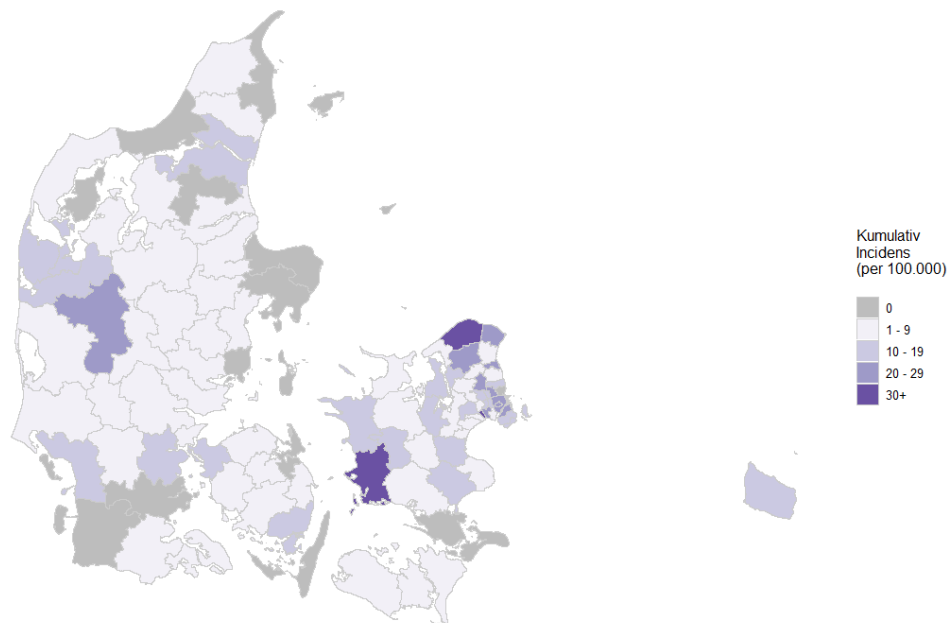 Kumulativ
Incidens
(per 100.000)
0
1 - 9
10 - 19
20 - 29
30+